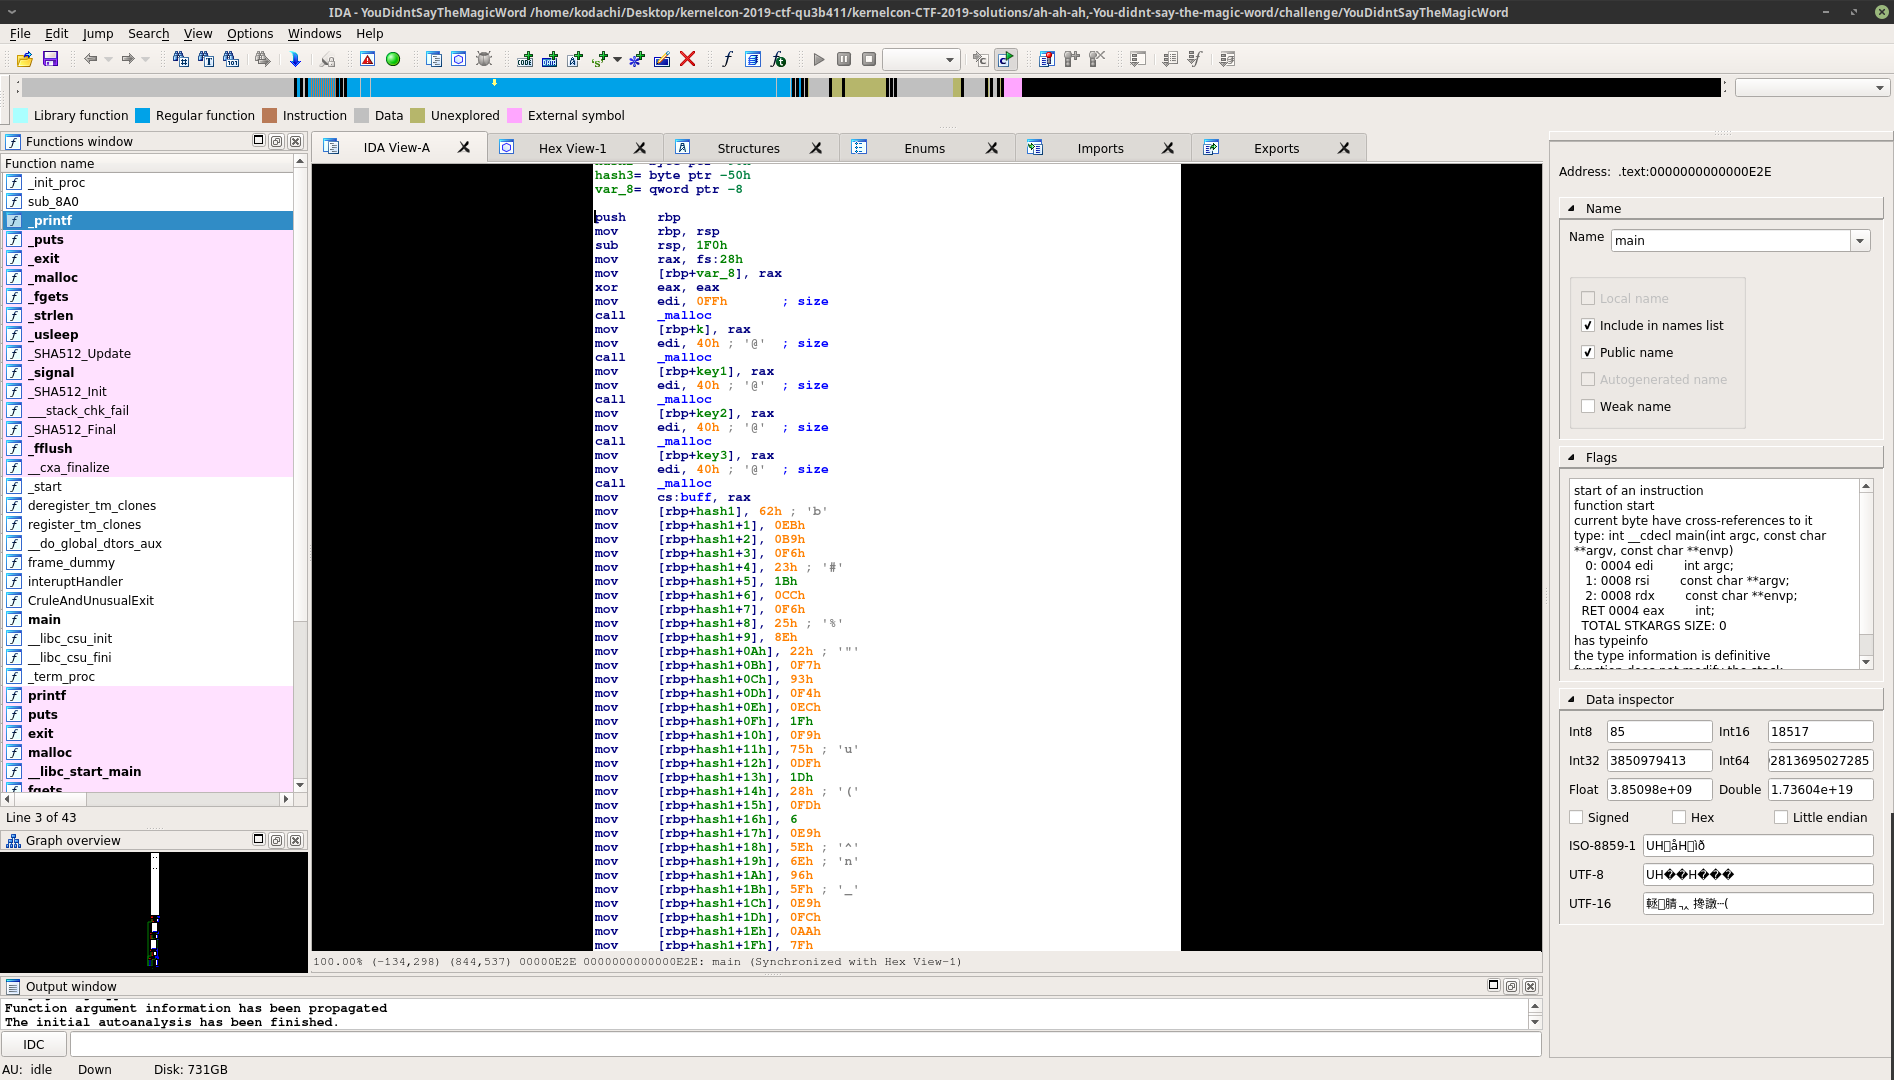 IDA - YouDidntSayTheMagicWord /home/kodachi/Desktop/kernelcon-2019-ctf-qu3b411/kernelcon-CTF-2019-solutions/ah-ah-ah,-You-didnt-say-the-magic-word/challenge/YouDidntSayTheMagicWord
File Edit Jump Search View Options Windows Help
Library function Regular function Instruction Data Unexplored External symbol
Functions window
Function name
_init_proc
sub_8A0
_printf
_puts
_exit
_malloc
_fgets
_strlen
_usleep
_SHA512_Update
_signal
_SHA512_Init
___stack_chk_fail
_SHA512_Final
_fflush
__cxa_finalize
_start
deregister_tm_clones
register_tm_clones
__do_global_dtors_aux
frame_dummy
interuptHandler
CruleAndUnusualExit
main
__libc_csu_init
__libc_csu_fini
_term_proc
printf
puts
exit
malloc
__libc_start_main
fgets
Line 3 of 43
Graph overview
IDA View-A Hex View-1 Structures Enums Imports Exports
hash3= byte ptr -50h
var_8= qword ptr -8
push rbp
mov rbp, rsp
sub rsp, 1F0h
mov rax, fs:28h
mov [rbp+var_8], rax
xor eax, eax
mov edi, 0FFh ; size
call _malloc
mov [rbp+k], rax
mov edi, 40h ; '@' ; size
call _malloc
mov [rbp+key1], rax
mov edi, 40h ; '@' ; size
call _malloc
mov [rbp+key2], rax
mov edi, 40h ; '@' ; size
call _malloc
mov [rbp+key3], rax
mov edi, 40h ; '@' ; size
call _malloc
mov cs:buff, rax
mov [rbp+hash1], 62h ; 'b'
mov [rbp+hash1+1], 0EBh
mov [rbp+hash1+2], 0B9h
mov [rbp+hash1+3], 0F6h
mov [rbp+hash1+4], 23h ; '#'
mov [rbp+hash1+5], 1Bh
mov [rbp+hash1+6], 0CCh
mov [rbp+hash1+7], 0F6h
mov [rbp+hash1+8], 25h ; '%'
mov [rbp+hash1+9], 8Eh
mov [rbp+hash1+0Ah], 22h ; '"'
mov [rbp+hash1+0Bh], 0F7h
mov [rbp+hash1+0Ch], 93h
mov [rbp+hash1+0Dh], 0F4h
mov [rbp+hash1+0Eh], 0ECh
mov [rbp+hash1+0Fh], 1Fh
mov [rbp+hash1+10h], 0F9h
mov [rbp+hash1+11h], 75h ; 'u'
mov [rbp+hash1+12h], 0DFh
mov [rbp+hash1+13h], 1Dh
mov [rbp+hash1+14h], 28h ; '('
mov [rbp+hash1+15h], 0FDh
mov [rbp+hash1+16h], 6
mov [rbp+hash1+17h], 0E9h
mov [rbp+hash1+18h], 5Eh ; '^'
mov [rbp+hash1+19h], 6Eh ; 'n'
mov [rbp+hash1+1Ah], 96h
mov [rbp+hash1+1Bh], 5Fh ; '_'
mov [rbp+hash1+1Ch], 0E9h
mov [rbp+hash1+1Dh], 0FCh
mov [rbp+hash1+1Eh], 0AAh
mov [rbp+hash1+1Fh], 7Fh
100.00% (-134,298) (844,537) 00000E2E 0000000000000E2E: main (Synchronized with Hex View-1)
Output window
Function argument information has been propagated
The initial autoanalysis has been finished.
IDC
AU: idle Down Disk: 731GB
Address: .text:0000000000000E2E
Name
Name main
Local name
Include in names list
Public name
Autogenerated name
Weak name
Flags
start of an instruction
function start
current byte have cross-references to it
type: int __cdecl main(int argc, const char
**argv, const char **envp)
0: 0004 edi int argc;
1: 0008 rsi const char **argv;
2: 0008 rdx const char **envp;
RET 0004 eax int;
TOTAL STKARGS SIZE: 0
has typeinfo
the type information is definitive
function does not modify the stack
Data inspector
Int8 85 Int16 18517
Int32 3850979413 Int64 2813695027285
Float 3.85098e+09 Double 1.73604e+19
Signed Hex Little endian
ISO-8859-1 UH
UTF-8 UH��H���
UTF-16